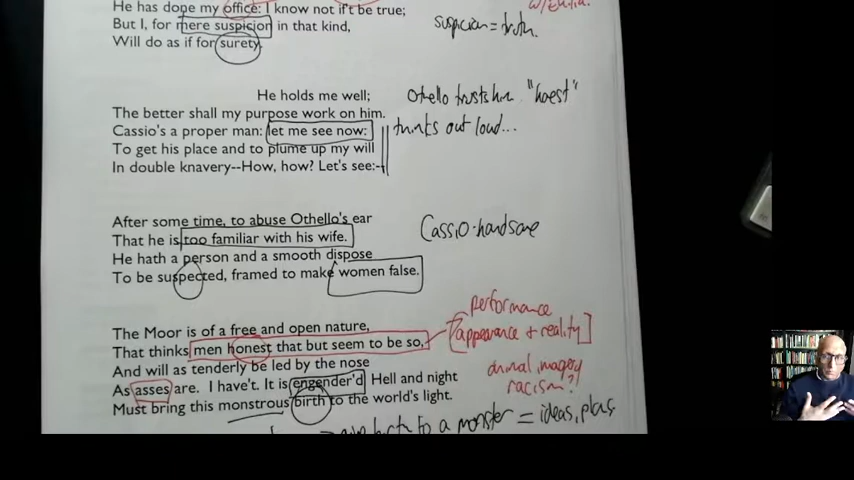 w/Emilia.
He has done my office: I know not if't be true;
But I, for mere suspicion in that kind,
Will do as if for surety.
suspicion = truth.
He holds me well;
The better shall my purpose work on him.
Cassio's a proper man: let me see now:
To get his place and to plume up my will
In double knavery--How, how? Let's see:--
Othello trusts him "honest"
thinks out loud...
After some time, to abuse Othello's ear
That he is too familiar with his wife.
He hath a person and a smooth dispose
To be suspected, framed to make women false.
Cassio - handsome
The Moor is of a free and open nature,
That thinks men honest that but seem to be so,
And will as tenderly be led by the nose
As asses are. I have't. It is engender'd. Hell and night
Must bring this monstrous birth to the world's light.
performance
[appearance + reality]
animal imagery
racism?
birth to a monster = ideas, plans